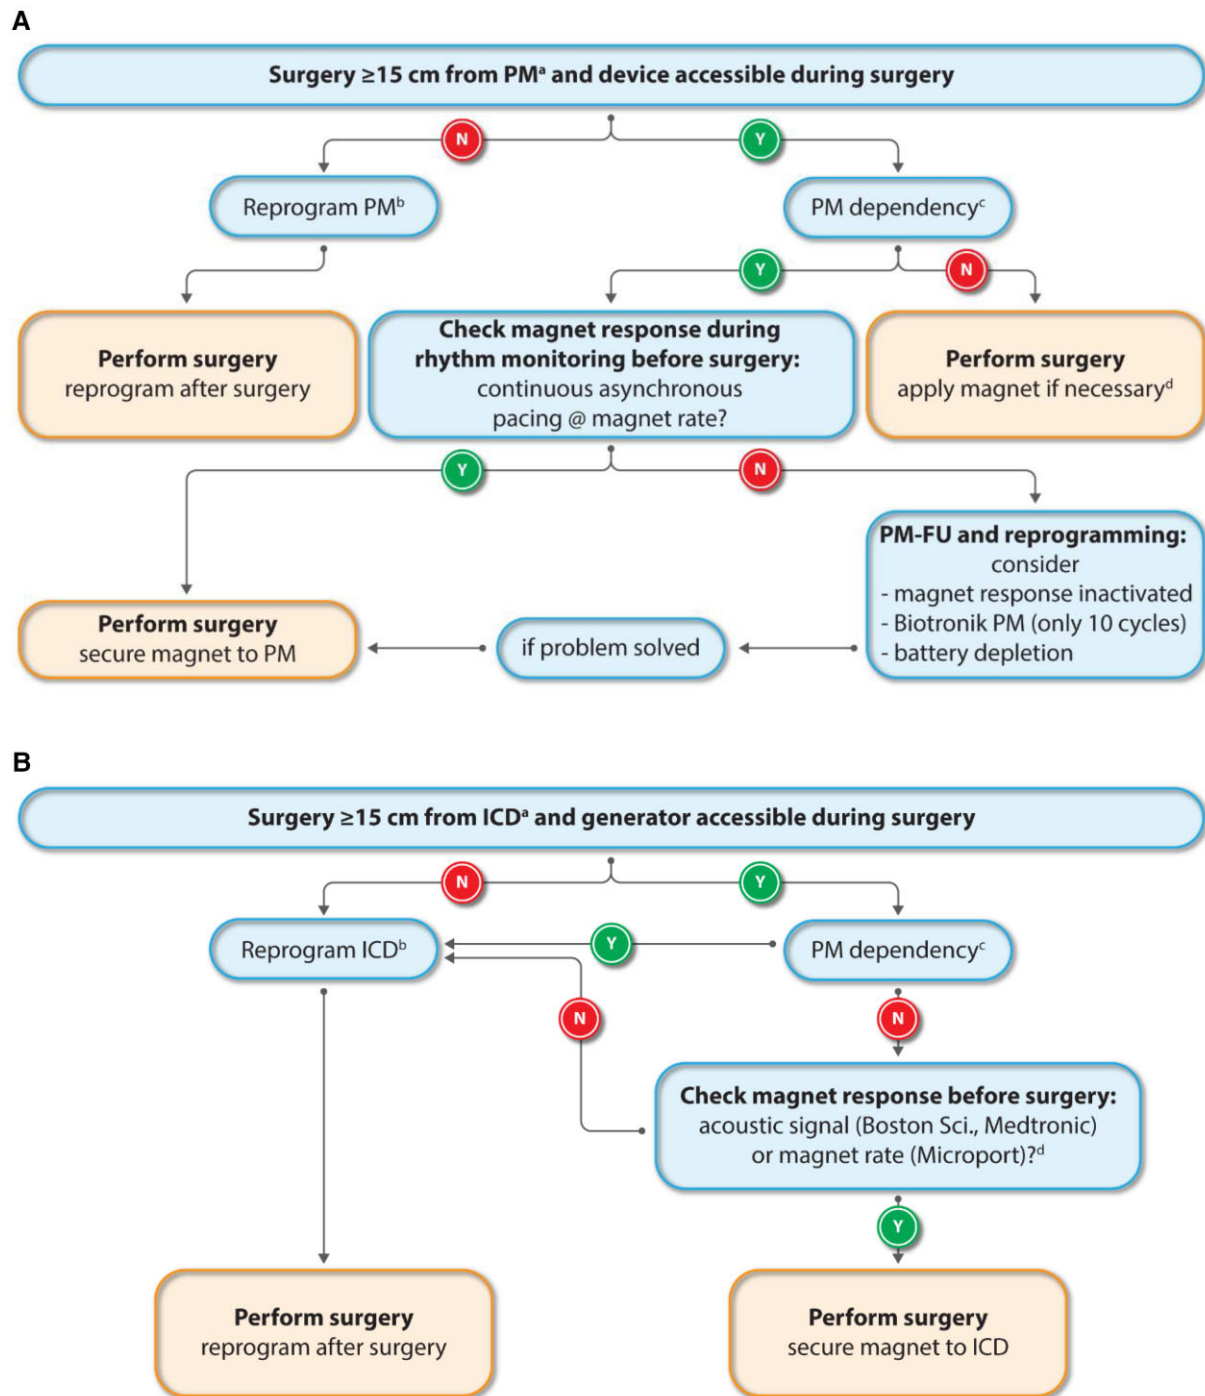 A
Surgery ≥15 cm from PMᵃ and device accessible during surgery
N
Y
Reprogram PMᵇ
PM dependencyᶜ
Y
N
Perform surgery
reprogram after surgery
Check magnet response during
rhythm monitoring before surgery:
continuous asynchronous
pacing @ magnet rate?
Perform surgery
apply magnet if necessaryᵈ
Y
N
PM-FU and reprogramming:
consider
- magnet response inactivated
- Biotronik PM (only 10 cycles)
- battery depletion
if problem solved
Perform surgery
secure magnet to PM
B
Surgery ≥15 cm from ICDᵃ and generator accessible during surgery
N
Y
Reprogram ICDᵇ
Y
PM dependencyᶜ
N
N
Check magnet response before surgery:
acoustic signal (Boston Sci., Medtronic)
or magnet rate (Microport)?ᵈ
Y
Perform surgery
reprogram after surgery
Perform surgery
secure magnet to ICD